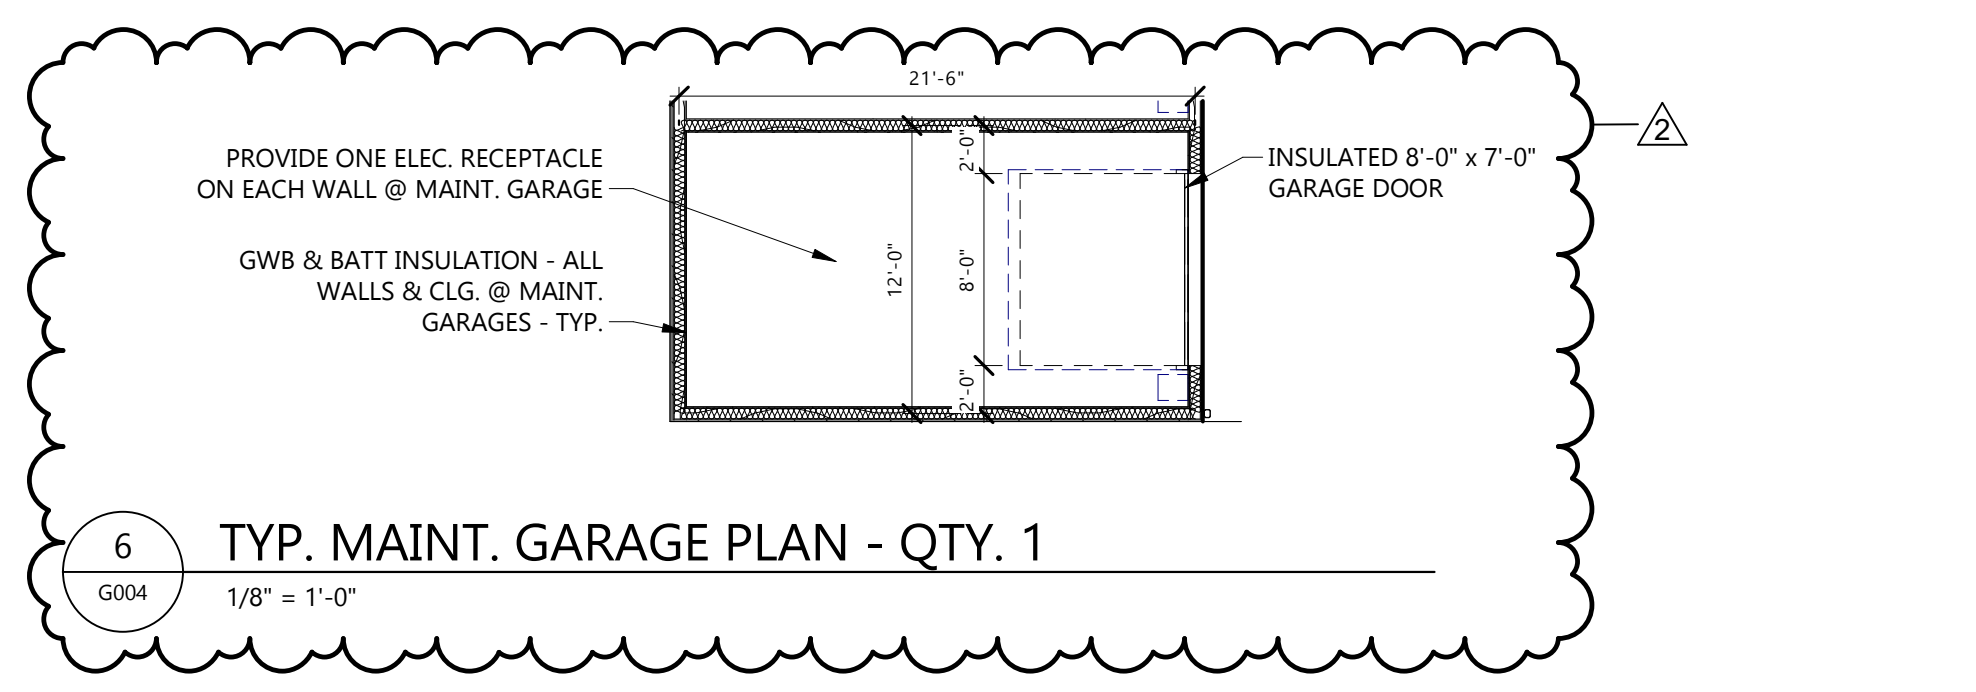 21'-6"
2
PROVIDE ONE ELEC. RECEPTACLE
ON EACH WALL @ MAINT. GARAGE
INSULATED 8'-0" x 7'-0"
GARAGE DOOR
2'-0"
GWB & BATT INSULATION - ALL
WALLS & CLG. @ MAINT.
GARAGES - TYP.
12'-0"
8'-0"
2'-0"
6
G004
TYP. MAINT. GARAGE PLAN - QTY. 1
1/8" = 1'-0"